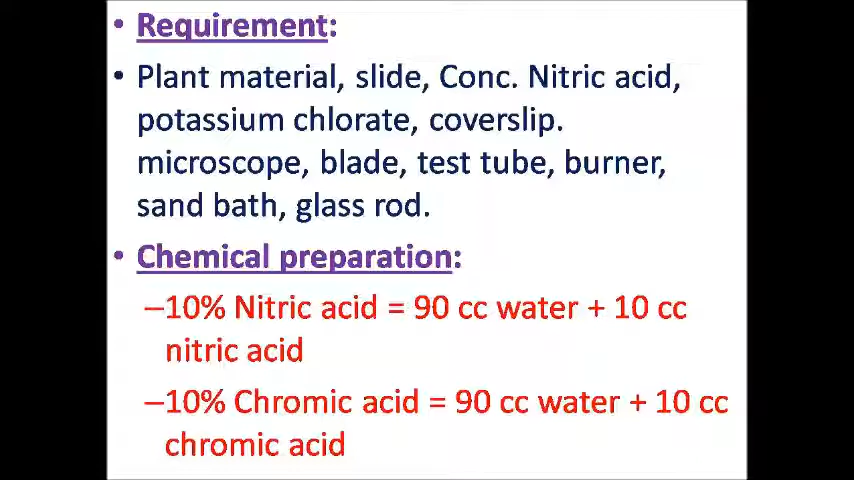 • Requirement:
• Plant material, slide, Conc. Nitric acid,
potassium chlorate, coverslip.
microscope, blade, test tube, burner,
sand bath, glass rod.
• Chemical preparation:
–10% Nitric acid = 90 cc water + 10 cc
nitric acid
–10% Chromic acid = 90 cc water + 10 cc
chromic acid